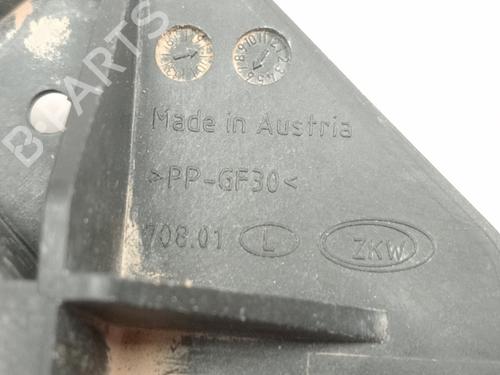 Made in Austria
>PP-GF30<
708.01 L ZKW
B-PARTS